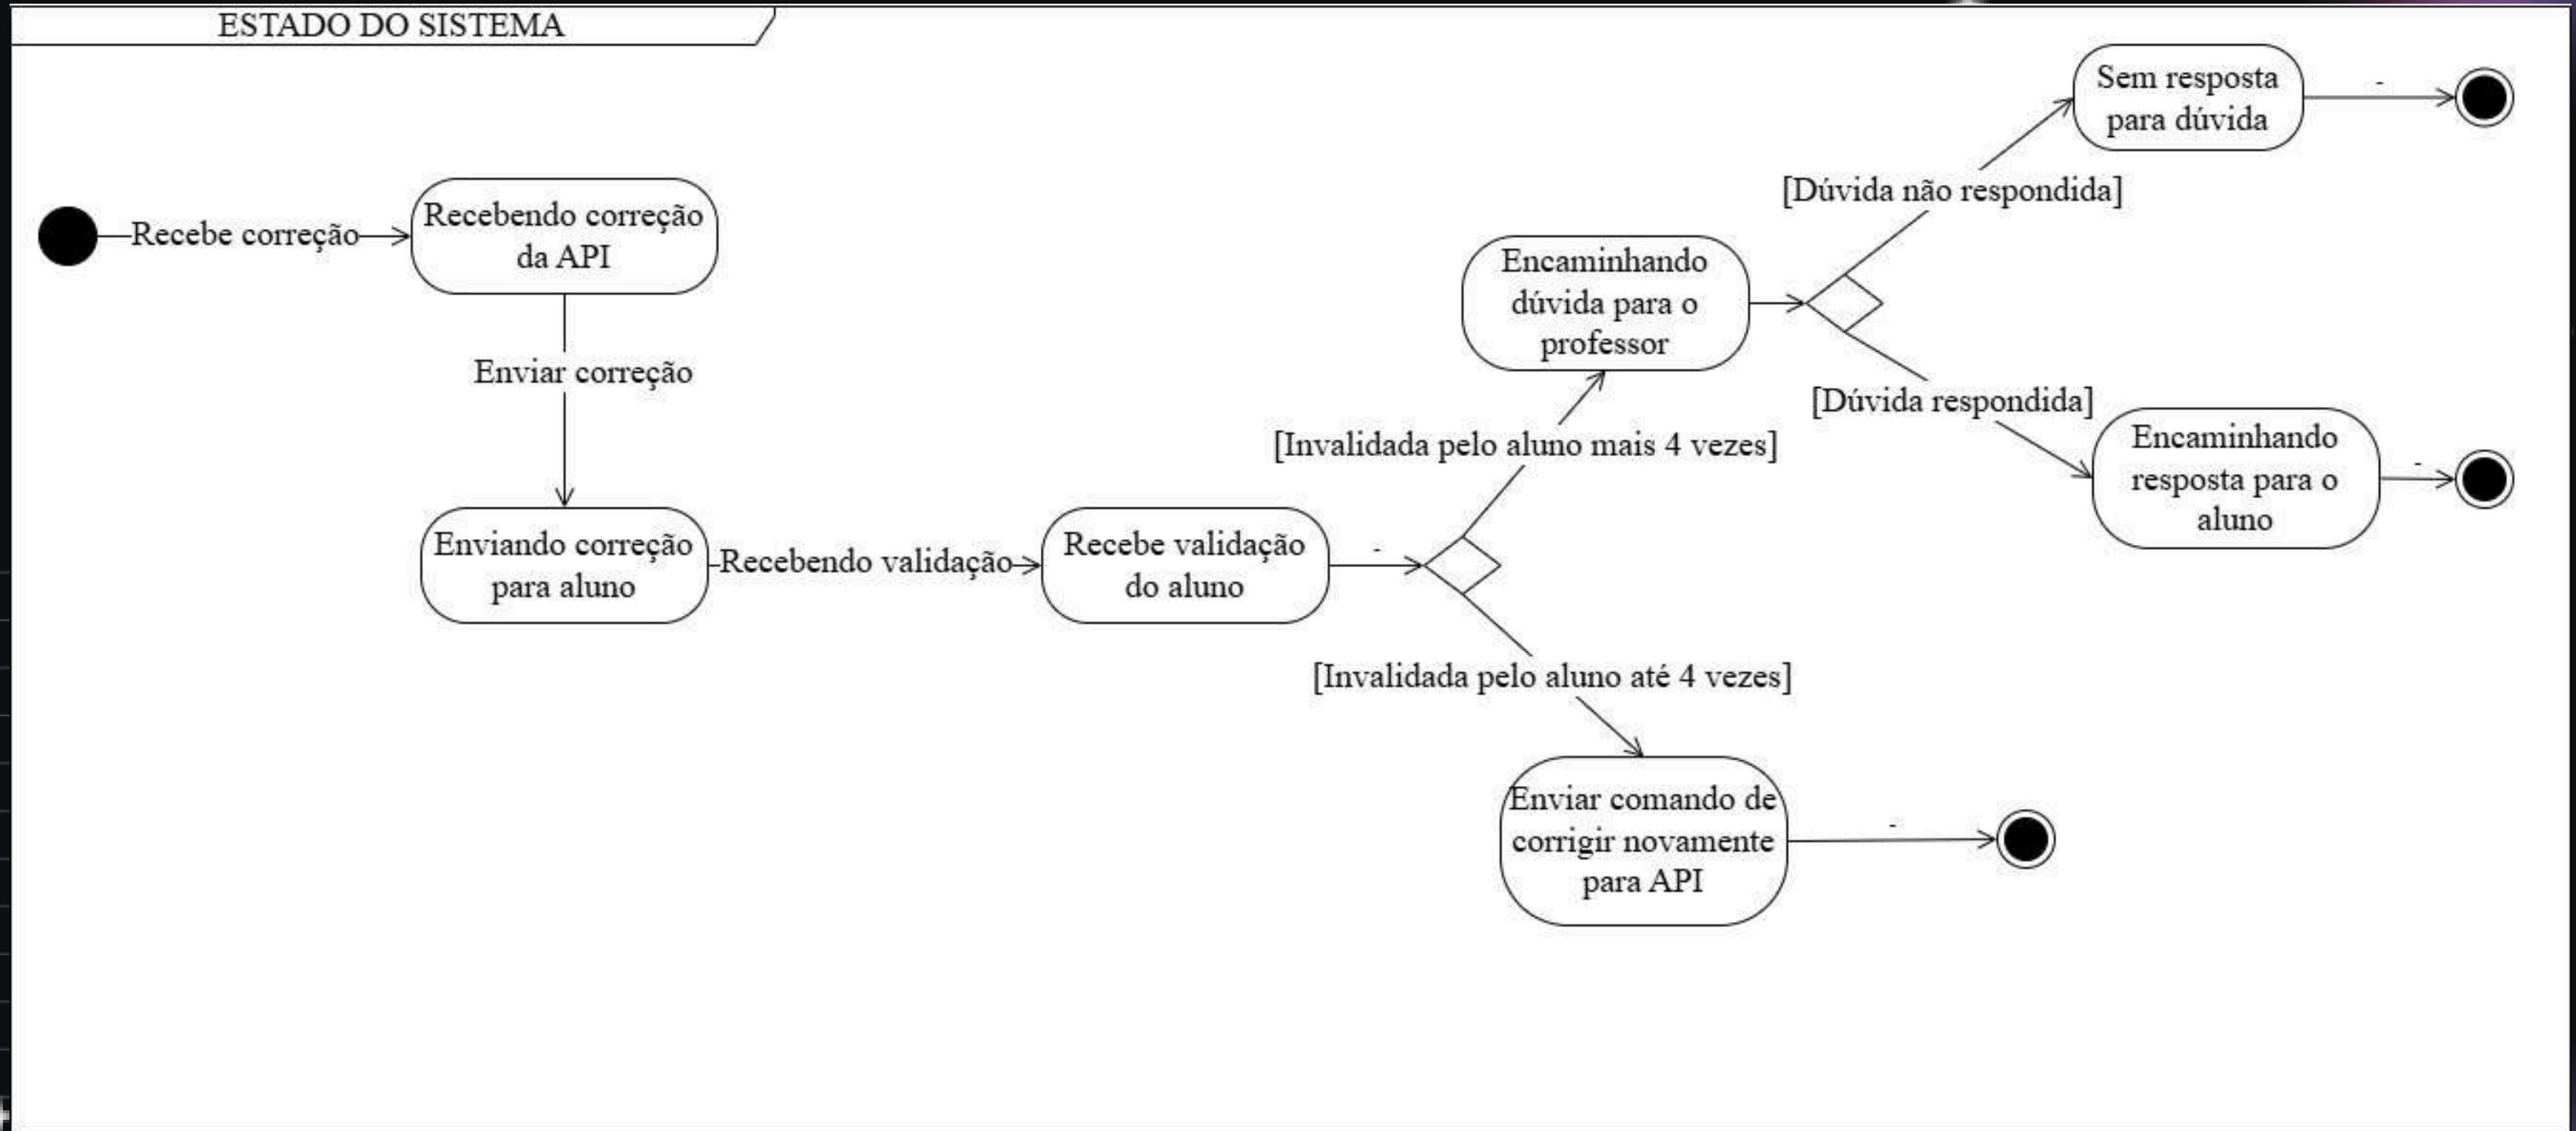 ESTADO DO SISTEMA
Sem resposta
para dúvida
-
[Dúvida não respondida]
Recebe correção
Recebendo correção
da API
Encaminhando
dúvida para o
professor
Enviar correção
[Dúvida respondida]
[Invalidada pelo aluno mais 4 vezes]
Encaminhando
resposta para o
aluno
-
Enviando correção
para aluno
Recebendo validação
Recebe validação
do aluno
-
[Invalidada pelo aluno até 4 vezes]
Enviar comando de
corrigir novamente
para API
-